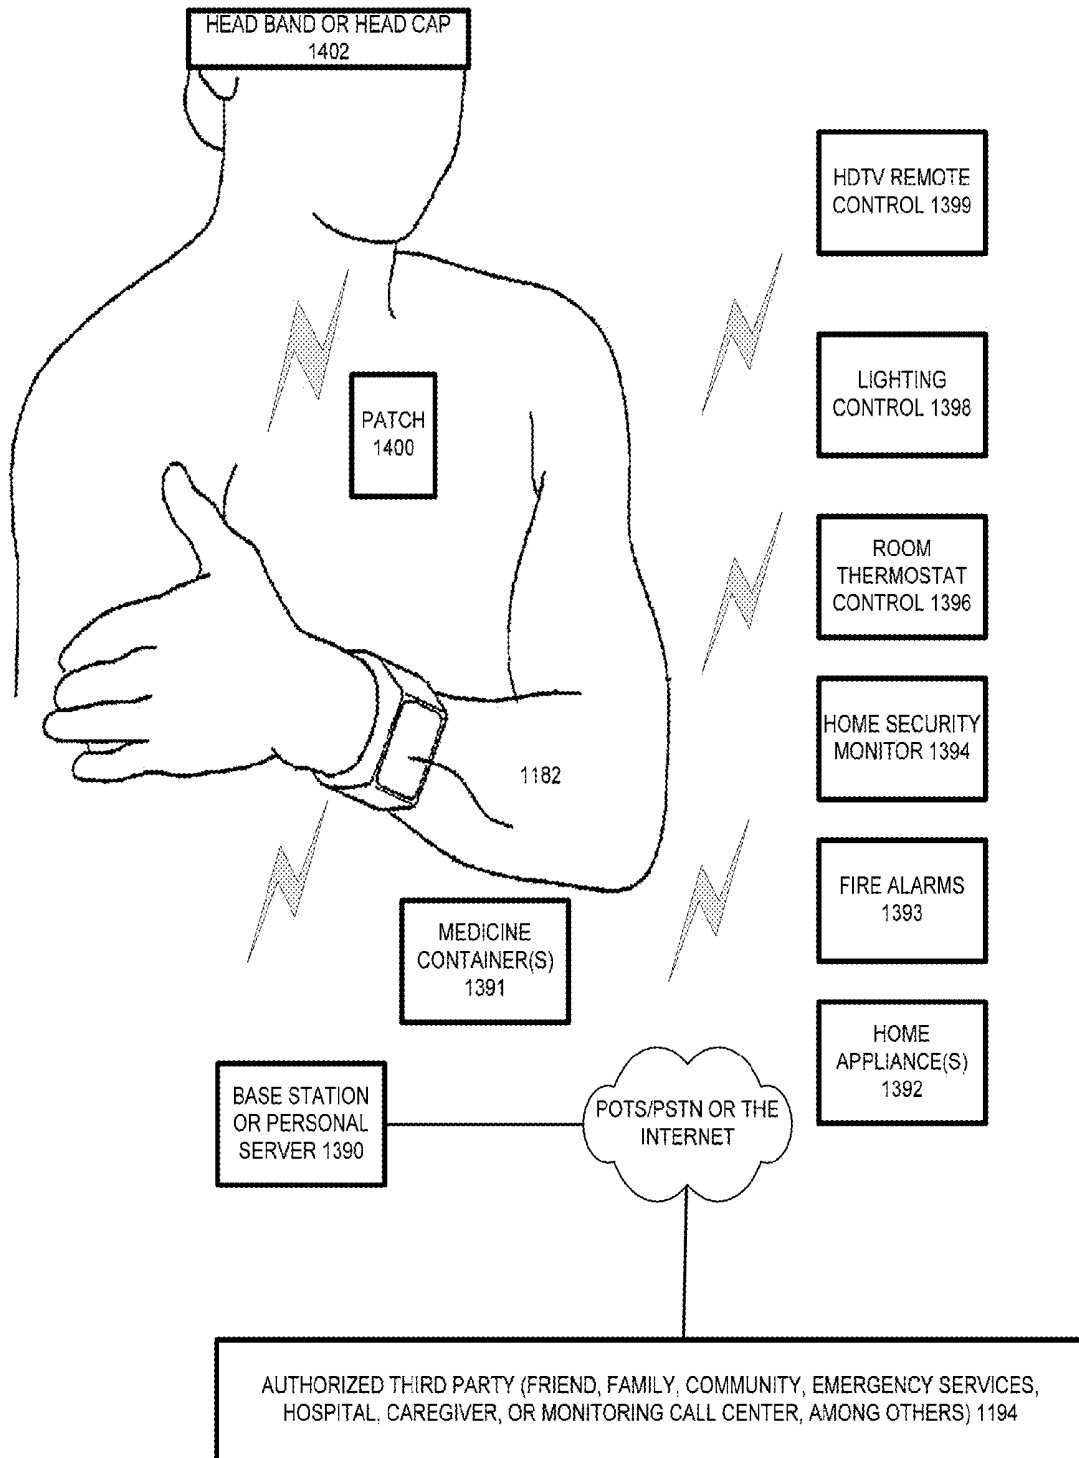 HEAD BAND OR HEAD CAP
1402
HDTV REMOTE
CONTROL 1399
LIGHTING
CONTROL 1398
PATCH
1400
ROOM
THERMOSTAT
CONTROL 1396
HOME SECURITY
MONITOR 1394
1182
FIRE ALARMS
1393
MEDICINE
CONTAINER(S)
1391
HOME
APPLIANCE(S)
1392
BASE STATION
OR PERSONAL
SERVER 1390
POTS/PSTN OR THE
INTERNET
AUTHORIZED THIRD PARTY (FRIEND, FAMILY, COMMUNITY, EMERGENCY SERVICES,
HOSPITAL, CAREGIVER, OR MONITORING CALL CENTER, AMONG OTHERS) 1194